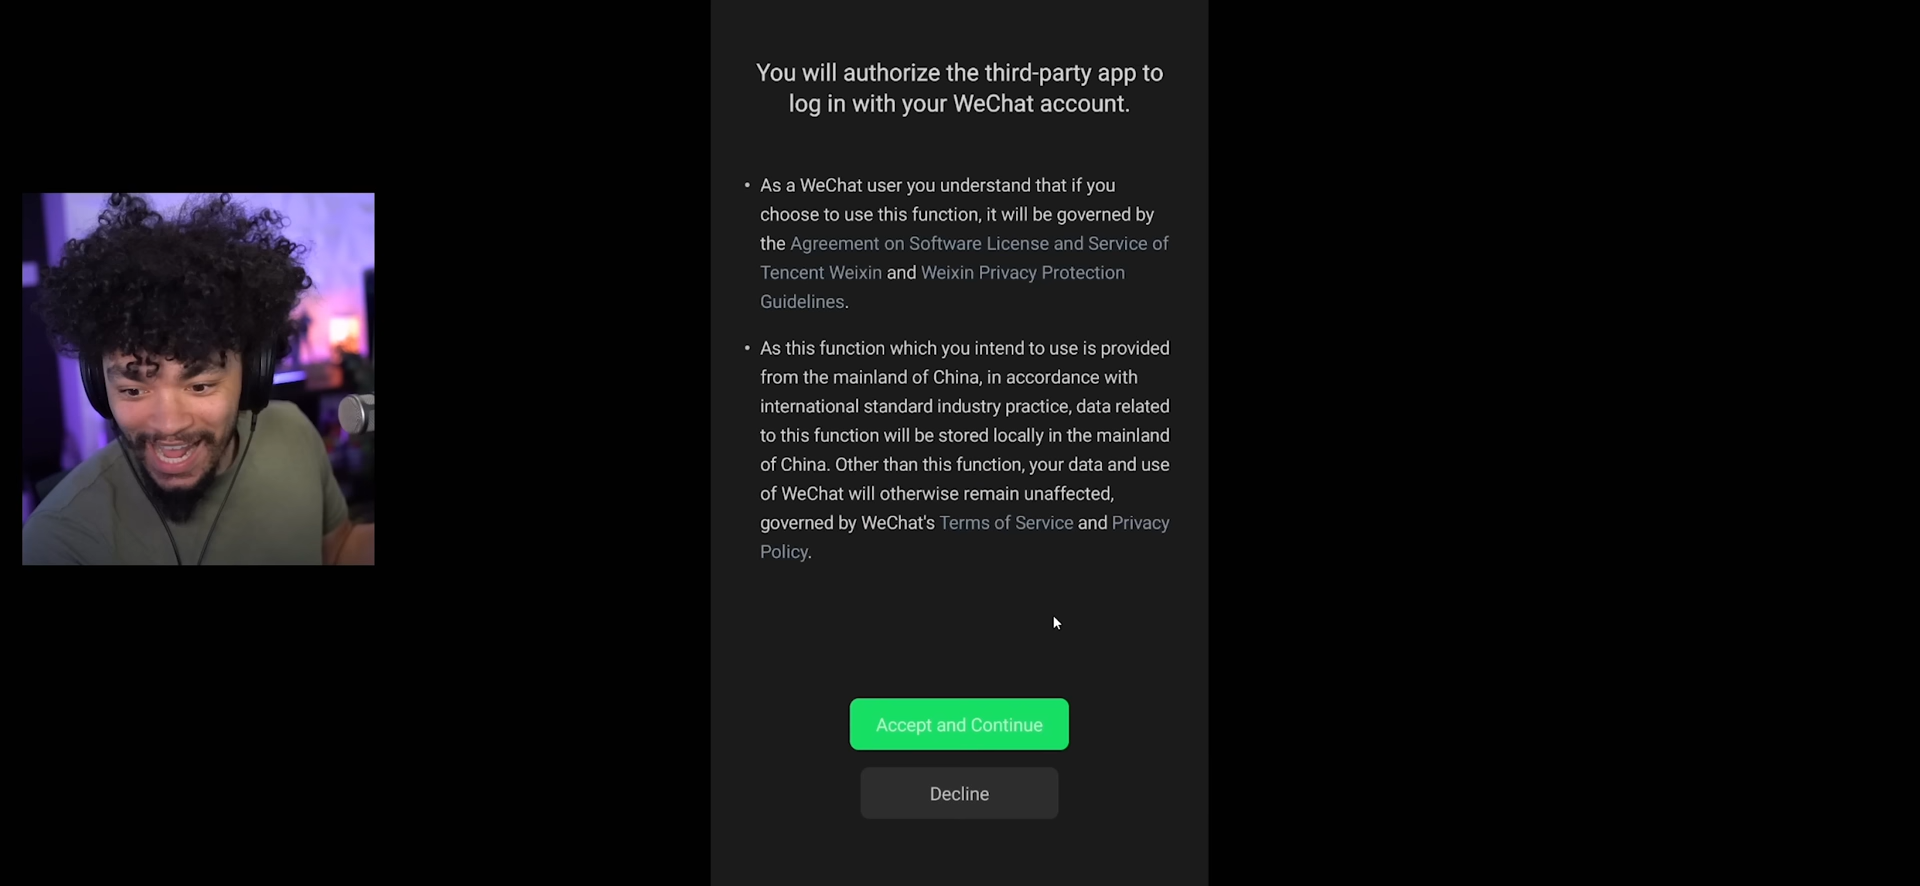 You will authorize the third-party app to
log in with your WeChat account.
• As a WeChat user you understand that if you
choose to use this function, it will be governed by
the Agreement on Software License and Service of
Tencent Weixin and Weixin Privacy Protection
Guidelines.
• As this function which you intend to use is provided
from the mainland of China, in accordance with
international standard industry practice, data related
to this function will be stored locally in the mainland
of China. Other than this function, your data and use
of WeChat will otherwise remain unaffected,
governed by WeChat's Terms of Service and Privacy
Policy.
Accept and Continue
Decline